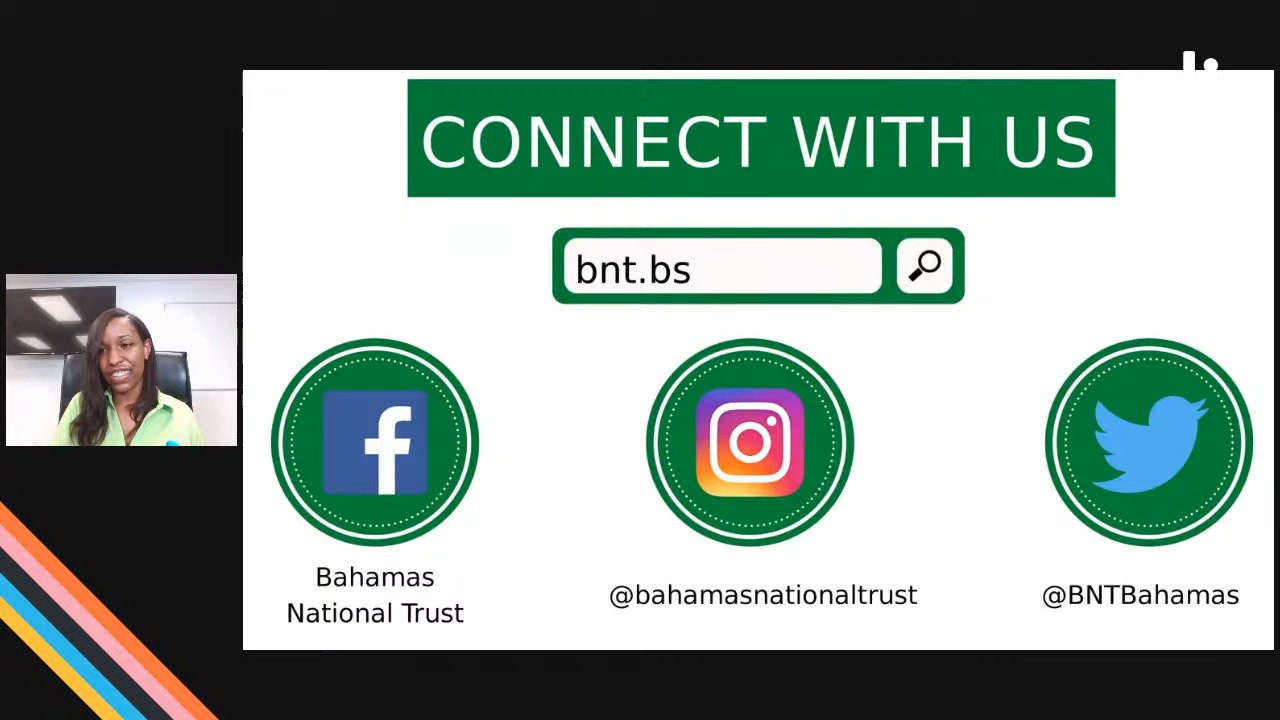 CONNECT WITH US
bnt.bs
Bahamas
National Trust
@bahamasnationaltrust
@BNTBahamas